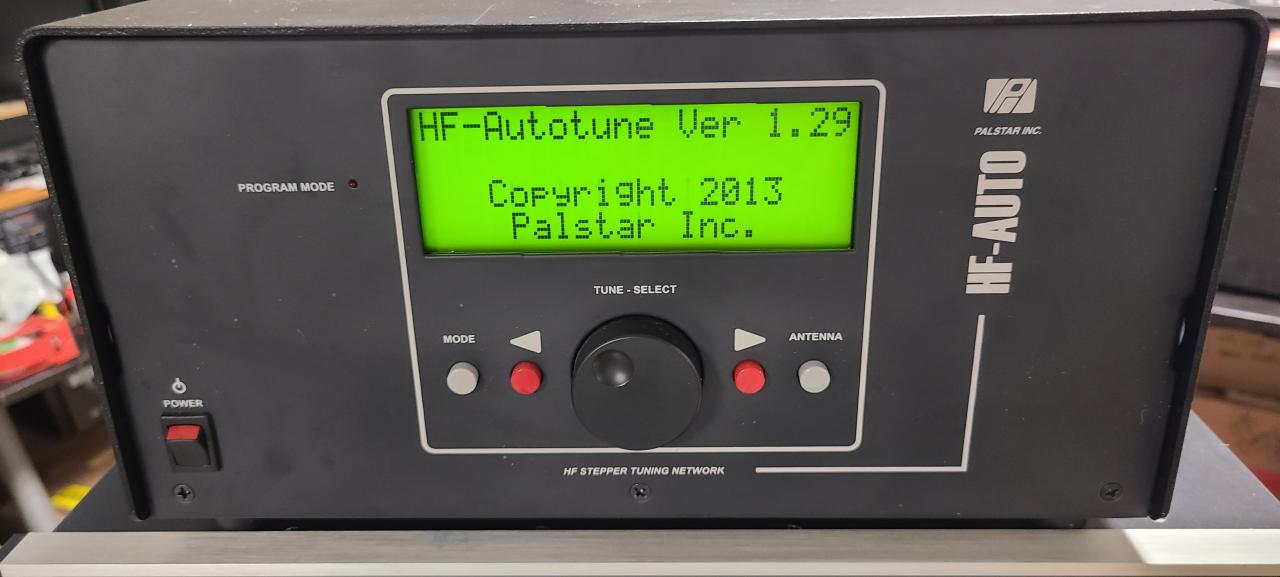 HF-Autotune Ver 1.29
Copyright 2013
Palstar Inc.
PROGRAM MODE
PALSTAR INC.
HF-AUTO
TUNE - SELECT
MODE
ANTENNA
POWER
HF STEPPER TUNING NETWORK